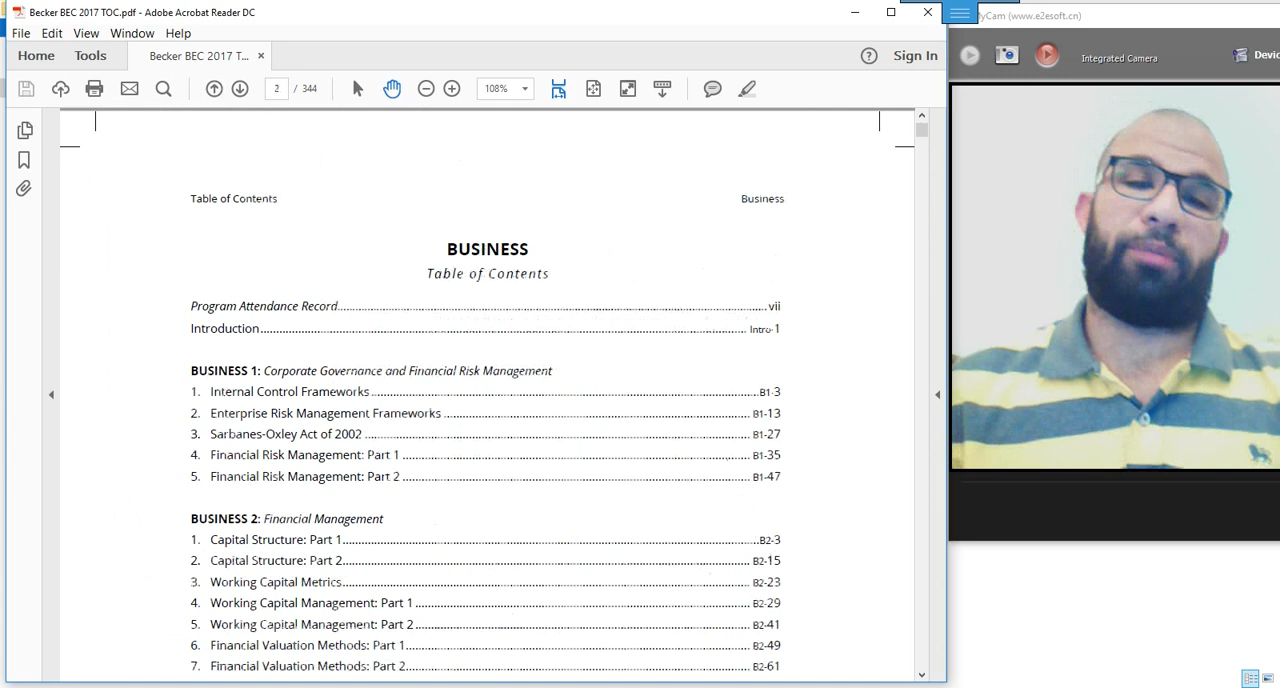 Becker BEC 2017 TOC.pdf - Adobe Acrobat Reader DC
File Edit View Window Help
Home Tools Becker BEC 2017 T... × Sign In
2 / 344 108%
Table of Contents Business
BUSINESS
Table of Contents
Program Attendance Record vii
Introduction Intro-1
BUSINESS 1: Corporate Governance and Financial Risk Management
1. Internal Control Frameworks B1-3
2. Enterprise Risk Management Frameworks B1-13
3. Sarbanes-Oxley Act of 2002 B1-27
4. Financial Risk Management: Part 1 B1-35
5. Financial Risk Management: Part 2 B1-47
BUSINESS 2: Financial Management
1. Capital Structure: Part 1 B2-3
2. Capital Structure: Part 2 B2-15
3. Working Capital Metrics B2-23
4. Working Capital Management: Part 1 B2-29
5. Working Capital Management: Part 2 B2-41
6. Financial Valuation Methods: Part 1 B2-49
7. Financial Valuation Methods: Part 2 B2-61
(www.e2esoft.cn)
Integrated Camera